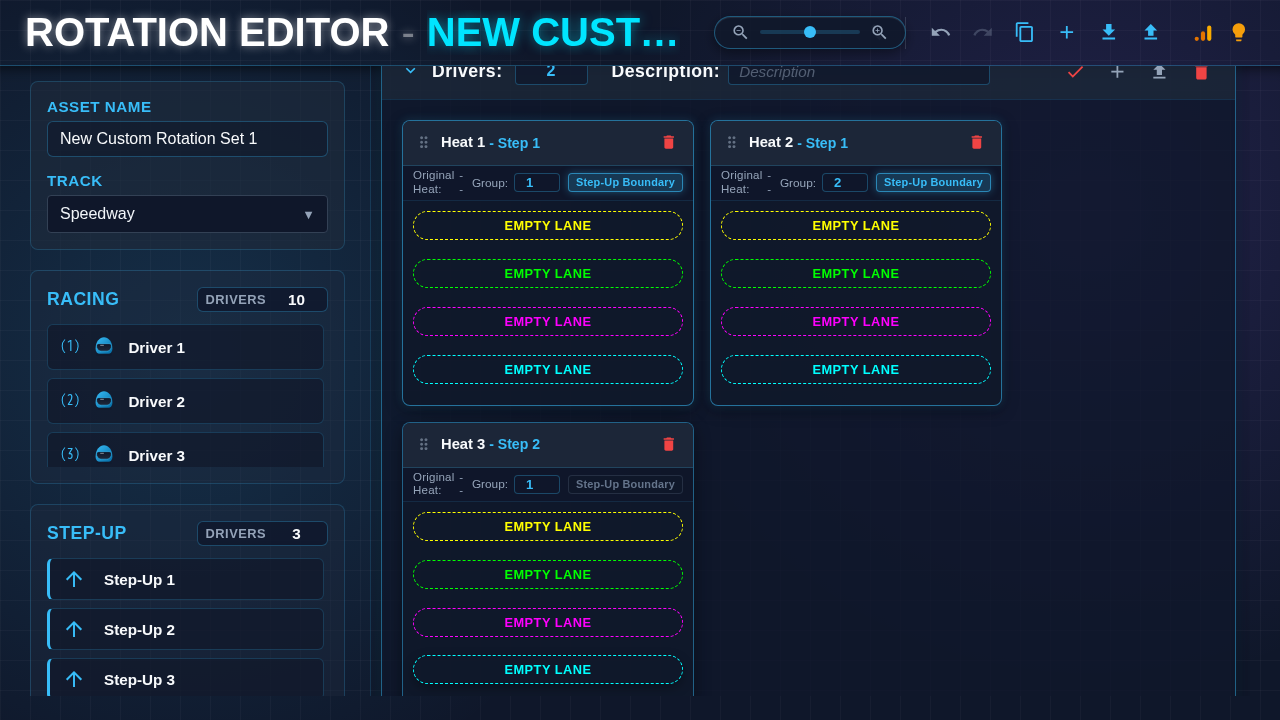 ROTATION EDITOR - NEW CUST...
ASSET NAME
New Custom Rotation Set 1
TRACK
Speedway
RACING
DRIVERS 10
(1) Driver 1
(2) Driver 2
(3) Driver 3
STEP-UP
DRIVERS 3
Step-Up 1
Step-Up 2
Step-Up 3
Drivers: 2 Description: Description
Heat 1 - Step 1
Original Heat: -- Group: 1 Step-Up Boundary
EMPTY LANE
EMPTY LANE
EMPTY LANE
EMPTY LANE
Heat 2 - Step 1
Original Heat: -- Group: 2 Step-Up Boundary
EMPTY LANE
EMPTY LANE
EMPTY LANE
EMPTY LANE
Heat 3 - Step 2
Original Heat: -- Group: 1 Step-Up Boundary
EMPTY LANE
EMPTY LANE
EMPTY LANE
EMPTY LANE